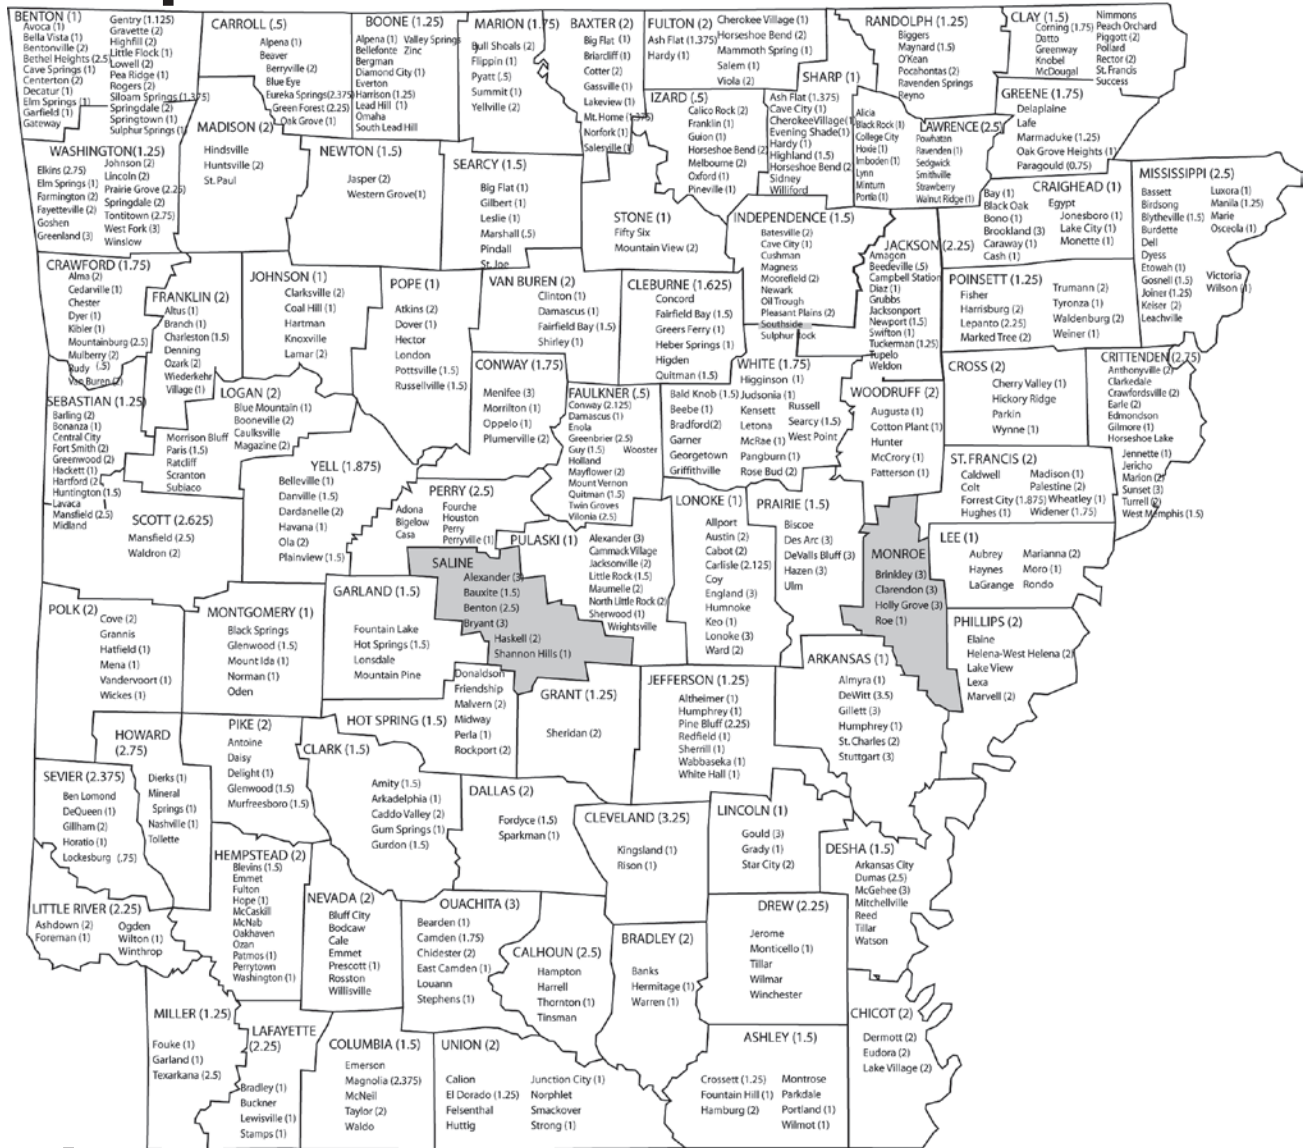 BENTON (1)
Avoca (1)
Bella Vista (1)
Bentonville (2)
Bethel Heights (2.5)
Cave Springs (1)
Centerton (2)
Decatur (1)
Elm Springs (1)
Garfield (1)
Gateway
Gentry (1.125)
Gravette (2)
Highfill (2)
Little Flock (1)
Lowell (2)
Pea Ridge (1)
Rogers (2)
Siloam Springs (1.375)
Springdale (2)
Springtown (1)
Sulphur Springs (1)
CARROLL (.5)
Alpena (1)
Beaver
Berryville (2)
Blue Eye
Eureka Springs(2.375)
Green Forest (2.25)
Oak Grove (1)
BOONE (1.25)
Alpena (1)
Bellefonte
Bergman
Diamond City (1)
Everton
Harrison (1.25)
Lead Hill (1)
Omaha
South Lead Hill
Valley Springs
Zinc
MARION (1.75)
Bull Shoals (2)
Flippin (1)
Pyatt (.5)
Summit (1)
Yellville (2)
BAXTER (2)
Big Flat (1)
Briarcliff (1)
Cotter (2)
Gassville (1)
Lakeview (1)
Mt. Home (1.375)
Norfork (1)
Salesville (1)
FULTON (2)
Ash Flat (1.375)
Hardy (1)
Cherokee Village (1)
Horseshoe Bend (2)
Mammoth Spring (1)
Salem (1)
Viola (2)
SHARP (1)
Ash Flat (1.375)
Cave City (1)
CherokeeVillage(1)
Evening Shade(1)
Hardy (1)
Highland (1.5)
Horseshoe Bend (2)
Sidney
Williford
RANDOLPH (1.25)
Biggers
Maynard (1.5)
O'Kean
Pocahontas (2)
Ravenden Springs
Reyno
CLAY (1.5)
Corning (1.75)
Datto
Greenway
Knobel
McDougal
Nimmons
Peach Orchard
Piggott (2)
Pollard
Rector (2)
St. Francis
Success
GREENE (1.75)
Delaplaine
Lafe
Marmaduke (1.25)
Oak Grove Heights (1)
Paragould (0.75)
IZARD (.5)
Calico Rock (2)
Franklin (1)
Guion (1)
Horseshoe Bend (2)
Melbourne (2)
Oxford (1)
Pineville (1)
LAWRENCE (2.5)
Alicia
Black Rock (1)
College City
Hoxie (1)
Imboden (1)
Lynn
Minturn
Portia (1)
Powhatan
Ravenden (1)
Sedgwick
Smithville
Strawberry
Walnut Ridge (1)
MADISON (2)
Hindsville
Huntsville (2)
St. Paul
WASHINGTON(1.25)
Elkins (2.75)
Elm Springs (1)
Farmington (2)
Fayetteville (2)
Goshen
Greenland (3)
Johnson (2)
Lincoln (2)
Prairie Grove (2.25)
Springdale (2)
Tontitown (2.75)
West Fork (3)
Winslow
NEWTON (1.5)
Jasper (2)
Western Grove(1)
SEARCY (1.5)
Big Flat (1)
Gilbert (1)
Leslie (1)
Marshall (.5)
Pindall
St. Joe
STONE (1)
Fifty Six
Mountain View (2)
INDEPENDENCE (1.5)
Batesville (2)
Cave City (1)
Cushman
Magness
Moorefield (2)
Newark
Oil Trough
Pleasant Plains (2)
Southside
Sulphur Rock
JACKSON (2.25)
Amagon
Beedeville (.5)
Campbell Station
Diaz (1)
Grubbs
Jacksonport
Newport (1.5)
Swifton (1)
Tuckerman (1.25)
Tupelo
Weldon
CRAIGHEAD (1)
Bay (1)
Black Oak
Bono (1)
Brookland (3)
Caraway (1)
Cash (1)
Egypt
Jonesboro (1)
Lake City (1)
Monette (1)
MISSISSIPPI (2.5)
Bassett
Birdsong
Blytheville (1.5)
Burdette
Dell
Dyess
Etowah (1)
Gosnell (1.5)
Joiner (1.25)
Keiser (2)
Leachville
Luxora (1)
Manila (1.25)
Marie
Osceola (1)
Victoria
Wilson (1)
CRAWFORD (1.75)
Alma (2)
Cedarville (1)
Chester
Dyer (1)
Kibler (1)
Mountainburg (2.5)
Mulberry (2)
Rudy (.5)
Van Buren (2)
FRANKLIN (2)
Altus (1)
Branch (1)
Charleston (1.5)
Denning
Ozark (2)
Wiederkehr
Village (1)
JOHNSON (1)
Clarksville (2)
Coal Hill (1)
Hartman
Knoxville
Lamar (2)
POPE (1)
Atkins (2)
Dover (1)
Hector
London
Pottsville (1.5)
Russellville (1.5)
VAN BUREN (2)
Clinton (1)
Damascus (1)
Fairfield Bay (1.5)
Shirley (1)
CLEBURNE (1.625)
Concord
Fairfield Bay (1.5)
Greers Ferry (1)
Heber Springs (1)
Higden
Quitman (1.5)
POINSETT (1.25)
Fisher
Harrisburg (2)
Lepanto (2.25)
Marked Tree (2)
Trumann (2)
Tyronza (1)
Waldenburg (2)
Weiner (1)
SEBASTIAN (1.25)
Barling (2)
Bonanza (1)
Central City
Fort Smith (2)
Greenwood (2)
Hackett (1)
Hartford (2)
Huntington (1.5)
Lavaca
Mansfield (2.5)
Midland
LOGAN (2)
Blue Mountain (1)
Booneville (2)
Caulksville
Magazine (2)
Morrison Bluff
Paris (1.5)
Ratcliff
Scranton
Subiaco
CONWAY (1.75)
Menifee (3)
Morrilton (1)
Oppelo (1)
Plumerville (2)
FAULKNER (.5)
Conway (2.125)
Damascus (1)
Enola
Greenbrier (2.5)
Guy (1.5) Wooster
Holland
Mayflower (2)
Mount Vernon
Quitman (1.5)
Twin Groves
Vilonia (2.5)
WHITE (1.75)
Bald Knob (1.5)
Beebe (1)
Bradford(2)
Garner
Georgetown
Griffithville
Higginson (1)
Judsonia (1)
Kensett
Letona
McRae (1)
Pangburn (1)
Rose Bud (2)
Russell
Searcy (1.5)
West Point
WOODRUFF (2)
Augusta (1)
Cotton Plant (1)
Hunter
McCrory (1)
Patterson (1)
CROSS (2)
Cherry Valley (1)
Hickory Ridge
Parkin
Wynne (1)
CRITTENDEN (2.75)
Anthonyville (2)
Clarkedale
Crawfordsville (2)
Earle (2)
Edmondson
Gilmore (1)
Horseshoe Lake
Jennette (1)
Jericho
Marion (2)
Sunset (3)
Turrell (2)
West Memphis (1.5)
ST. FRANCIS (2)
Caldwell
Colt
Forrest City (1.875)
Hughes (1)
Madison (1)
Palestine (2)
Wheatley (1)
Widener (1.75)
SCOTT (2.625)
Mansfield (2.5)
Waldron (2)
YELL (1.875)
Belleville (1)
Danville (1.5)
Dardanelle (2)
Havana (1)
Ola (2)
Plainview (1.5)
PERRY (2.5)
Adona
Bigelow
Casa
Fourche
Houston
Perry
Perryville (1)
PULASKI (1)
Alexander (3)
Cammack Village
Jacksonville (2)
Little Rock (1.5)
Maumelle (2)
North Little Rock (2)
Sherwood (1)
Wrightsville
LONOKE (1)
Allport
Austin (2)
Cabot (2)
Carlisle (2.125)
Coy
England (3)
Humnoke
Keo (1)
Lonoke (3)
Ward (2)
PRAIRIE (1.5)
Biscoe
Des Arc (3)
DeValls Bluff (3)
Hazen (3)
Ulm
MONROE
Brinkley (3)
Clarendon (3)
Holly Grove (3)
Roe (1)
LEE (1)
Aubrey
Haynes
LaGrange
Marianna (2)
Moro (1)
Rondo
SALINE
Alexander (3)
Bauxite (1.5)
Benton (2.5)
Bryant (3)
Haskell (2)
Shannon Hills (1)
GARLAND (1.5)
Fountain Lake
Hot Springs (1.5)
Lonsdale
Mountain Pine
POLK (2)
Cove (2)
Grannis
Hatfield (1)
Mena (1)
Vandervoort (1)
Wickes (1)
MONTGOMERY (1)
Black Springs
Glenwood (1.5)
Mount Ida (1)
Norman (1)
Oden
PHILLIPS (2)
Elaine
Helena-West Helena (2)
Lake View
Lexa
Marvell (2)
HOT SPRING (1.5)
Donaldson
Friendship
Malvern (2)
Midway
Perla (1)
Rockport (2)
GRANT (1.25)
Sheridan (2)
JEFFERSON (1.25)
Altheimer (1)
Humphrey (1)
Pine Bluff (2.25)
Redfield (1)
Sherrill (1)
Wabbaseka (1)
White Hall (1)
ARKANSAS (1)
Almyra (1)
DeWitt (3.5)
Gillett (3)
Humphrey (1)
St. Charles (2)
Stuttgart (3)
HOWARD
(2.75)
Dierks (1)
Mineral
Springs (1)
Nashville (1)
Tollette
PIKE (2)
Antoine
Daisy
Delight (1)
Glenwood (1.5)
Murfreesboro (1.5)
CLARK (1.5)
Amity (1.5)
Arkadelphia (1)
Caddo Valley (2)
Gum Springs (1)
Gurdon (1.5)
SEVIER (2.375)
Ben Lomond
DeQueen (1)
Gillham (2)
Horatio (1)
Lockesburg (.75)
DALLAS (2)
Fordyce (1.5)
Sparkman (1)
CLEVELAND (3.25)
Kingsland (1)
Rison (1)
LINCOLN (1)
Gould (3)
Grady (1)
Star City (2)
DESHA (1.5)
Arkansas City
Dumas (2.5)
McGehee (3)
Mitchellville
Reed
Tillar
Watson
HEMPSTEAD (2)
Blevins (1.5)
Emmet
Fulton
Hope (1)
McCaskill
McNab
Oakhaven
Ozan
Patmos (1)
Perrytown
Washington (1)
LITTLE RIVER (2.25)
Ashdown (2)
Foreman (1)
Ogden
Wilton (1)
Winthrop
NEVADA (2)
Bluff City
Bodcaw
Cale
Emmet
Prescott (1)
Rosston
Willisville
OUACHITA (3)
Bearden (1)
Camden (1.75)
Chidester (2)
East Camden (1)
Louann
Stephens (1)
CALHOUN (2.5)
Hampton
Harrell
Thornton (1)
Tinsman
BRADLEY (2)
Banks
Hermitage (1)
Warren (1)
DREW (2.25)
Jerome
Monticello (1)
Tillar
Wilmar
Winchester
MILLER (1.25)
Fouke (1)
Garland (1)
Texarkana (2.5)
LAFAYETTE
(2.25)
Bradley (1)
Buckner
Lewisville (1)
Stamps (1)
COLUMBIA (1.5)
Emerson
Magnolia (2.375)
McNeil
Taylor (2)
Waldo
UNION (2)
Calion
El Dorado (1.25)
Felsenthal
Huttig
Junction City (1)
Norphlet
Smackover
Strong (1)
ASHLEY (1.5)
Crossett (1.25)
Fountain Hill (1)
Hamburg (2)
Montrose
Parkdale
Portland (1)
Wilmot (1)
CHICOT (2)
Dermott (2)
Eudora (2)
Lake Village (2)